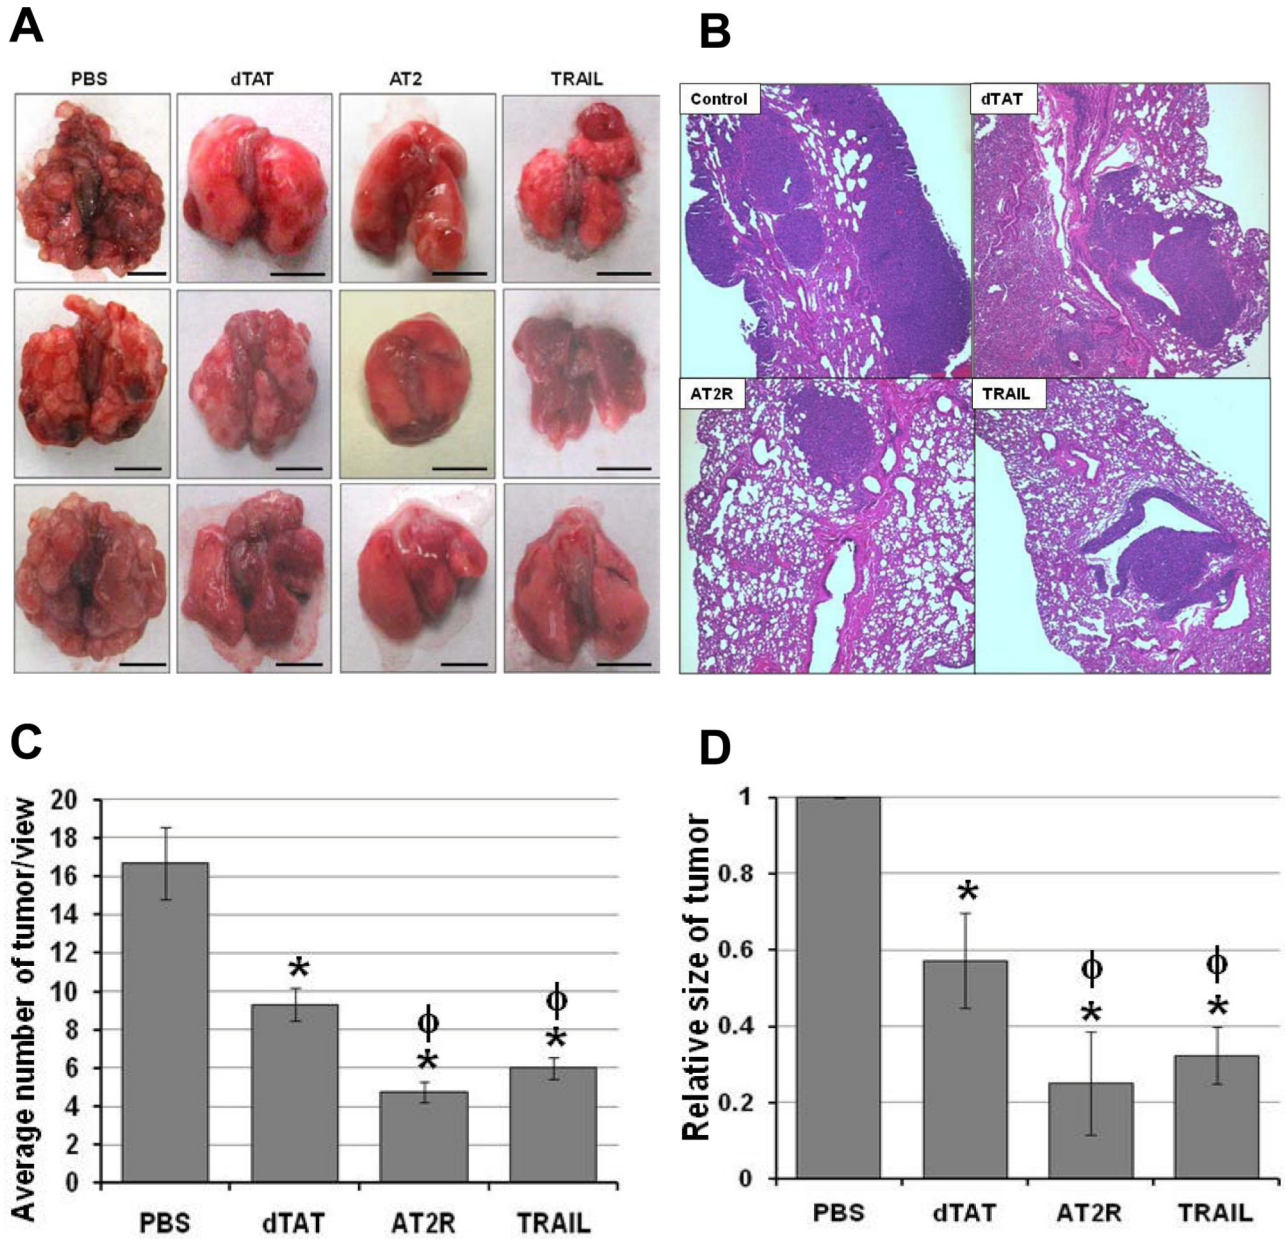 A
B
PBS dTAT AT2 TRAIL
Control dTAT
AT2R TRAIL
C
D
Average number of tumor/view
20
18
16
14
12
10
8
6
4
2
0
*
ϕ
*
ϕ
*
PBS dTAT AT2R TRAIL
Relative size of tumor
1
0.8
0.6
0.4
0.2
0
*
ϕ
*
ϕ
*
PBS dTAT AT2R TRAIL